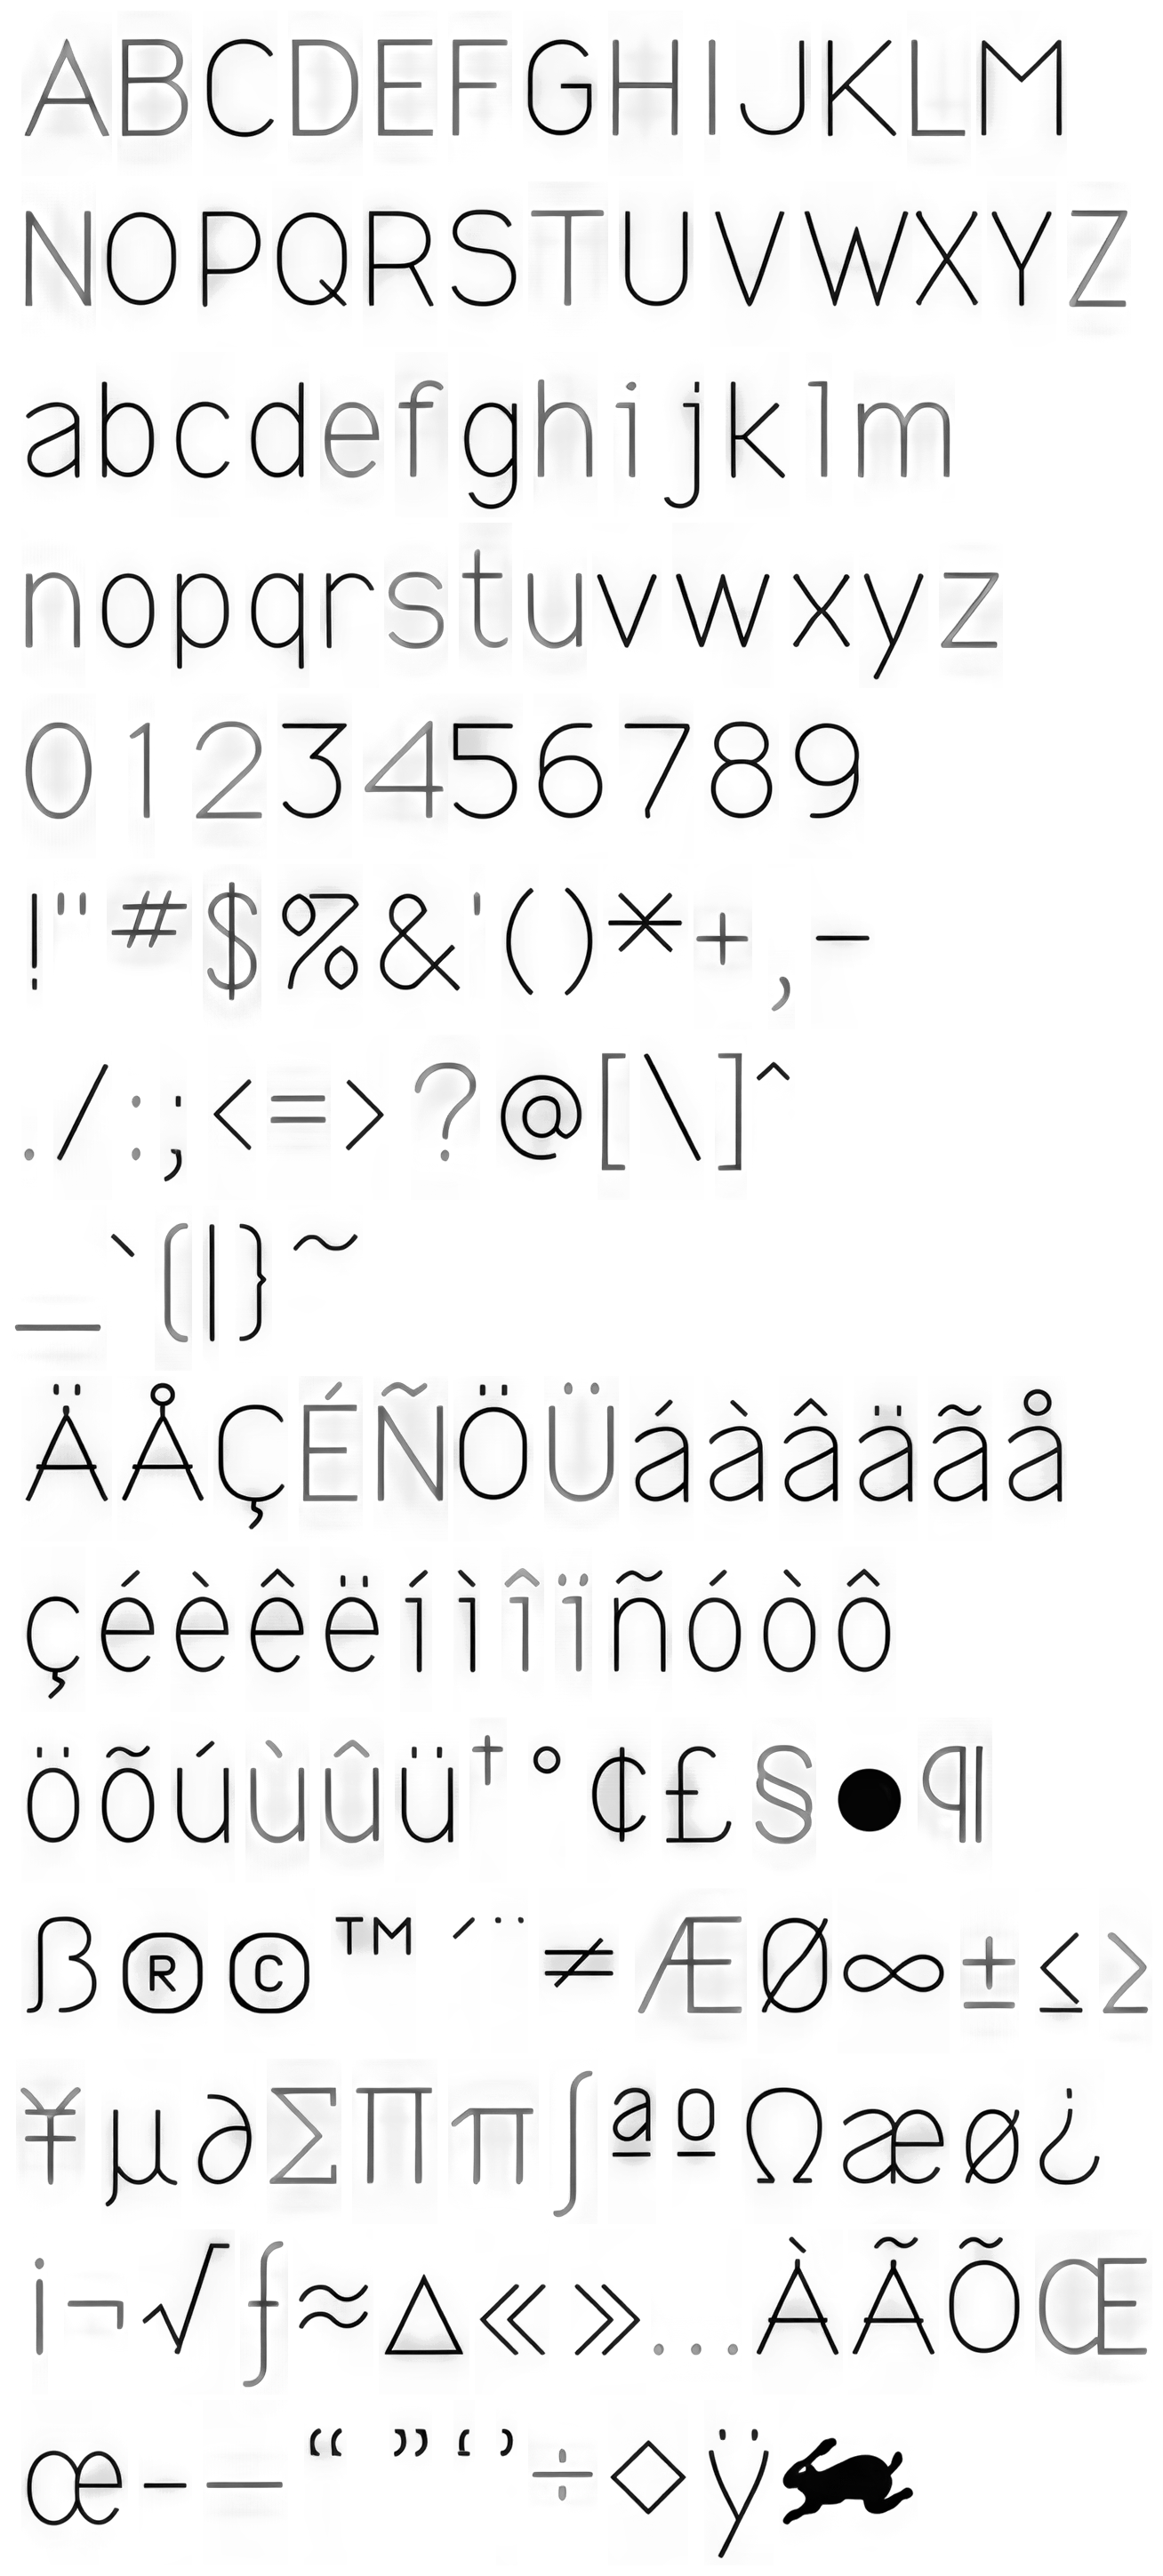 ABCDEFGHIJKLM
NOPQRSTUVWXYZ
abcdefghijklm
nopqrstuvwxyz
0123456789
!"#$%&'()*+,-
./:;<=>?@[\]^
_`{|}~
ÄÅÇÉÑÖÜáàâäãå
çéèêëíìîïñóòô
öõúùûü†°¢£§•¶
ß®©™´¨≠ÆØ∞±≤≥
¥µ∂∑∏π∫ªºΩæø¿
¡¬√ƒ≈∆«»…ÀÃÕŒ
œ–—“”‘’÷◊ÿ